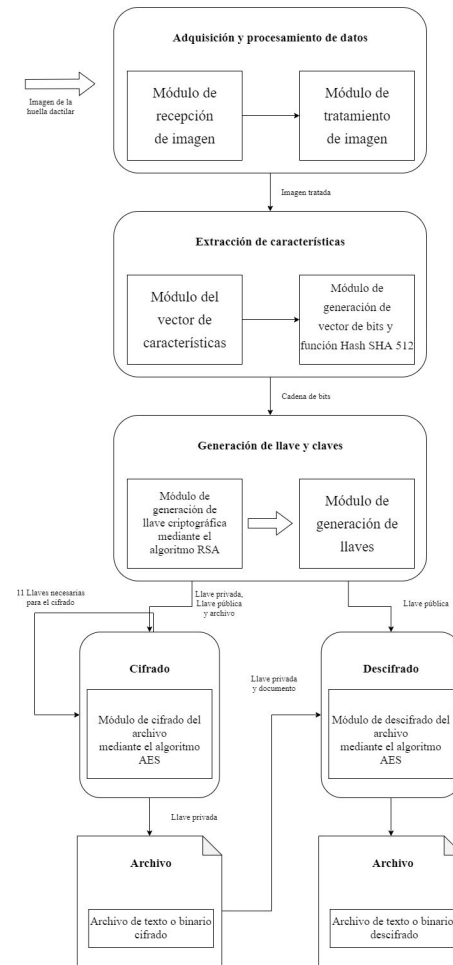 Adquisición y procesamiento de datos
Imagen de la
huella dactilar
Módulo de
recepción
de imagen
Módulo de
tratamiento
de imagen
Imagen tratada
Extracción de características
Módulo del
vector de
características
Módulo de
generación de
vector de bits y
función Hash SHA 512
Cadena de bits
Generación de llave y claves
Módulo de
generación de
llave criptográfica
mediante el
algoritmo RSA
Módulo de
generación de
llaves
11 Llaves necesarias
para el cifrado
Llave privada,
Llave pública
y archivo
Llave pública
Cifrado
Módulo de cifrado del
archivo
mediante el algoritmo
AES
Llave privada
y documento
Descifrado
Módulo de descifrado del
archivo
mediante el algoritmo
AES
Llave privada
Archivo
Archivo de texto o binario
cifrado
Archivo
Archivo de texto o binario
descifrado